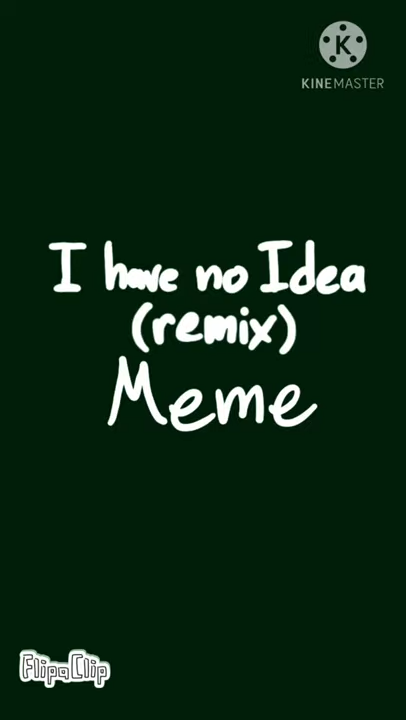 K
KINEMASTER
I have no Idea
(remix)
Meme
FlipaClip